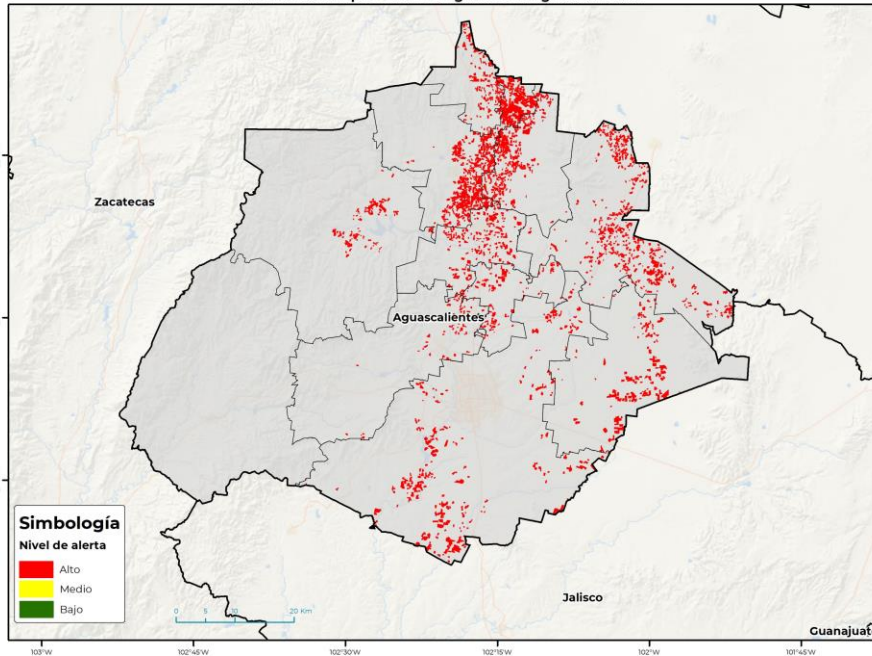 Zacatecas
Aguascalientes
Simbología
Nivel de alerta
Alto
Medio
Bajo
0 5 10 20 Km
Jalisco
Guanajuat
103°W 102°45'W 102°30'W 102°15'W 102°W 101°45'W